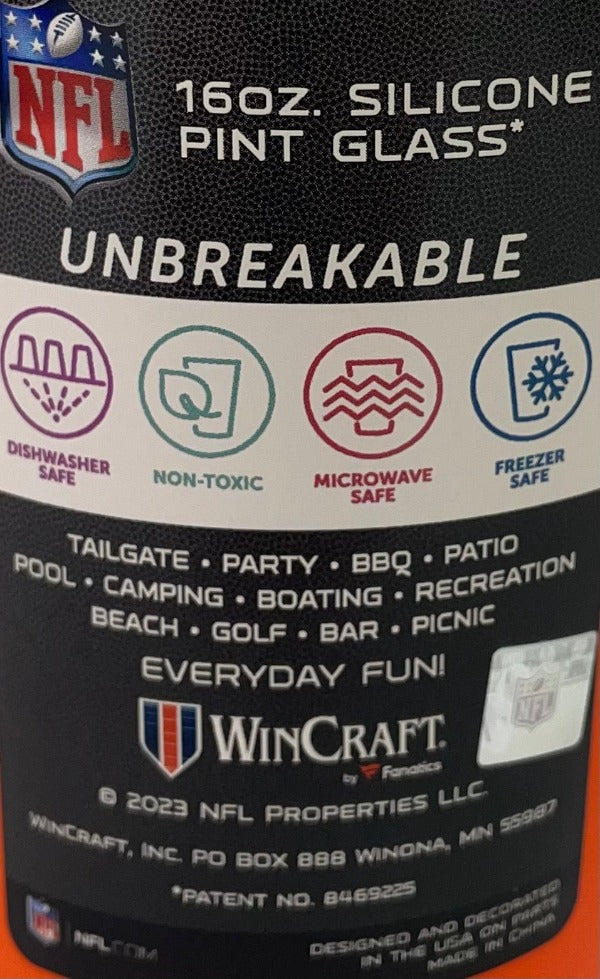 NFL
16OZ. SILICONE
PINT GLASS*
UNBREAKABLE
DISHWASHER
SAFE
NON-TOXIC
MICROWAVE
SAFE
FREEZER
SAFE
TAILGATE • PARTY • BBQ • PATIO
POOL • CAMPING • BOATING • RECREATION
BEACH • GOLF • BAR • PICNIC
EVERYDAY FUN!
NFL
WINCRAFT.
by Fanatics
© 2023 NFL PROPERTIES LLC.
WINCRAFT, INC. PO BOX 888 WINONA, MN 55987
*PATENT NO. 8469225
NFL
NFL.COM
DESIGNED AND DECORATED
IN THE USA ON PARTS
MADE IN CHINA